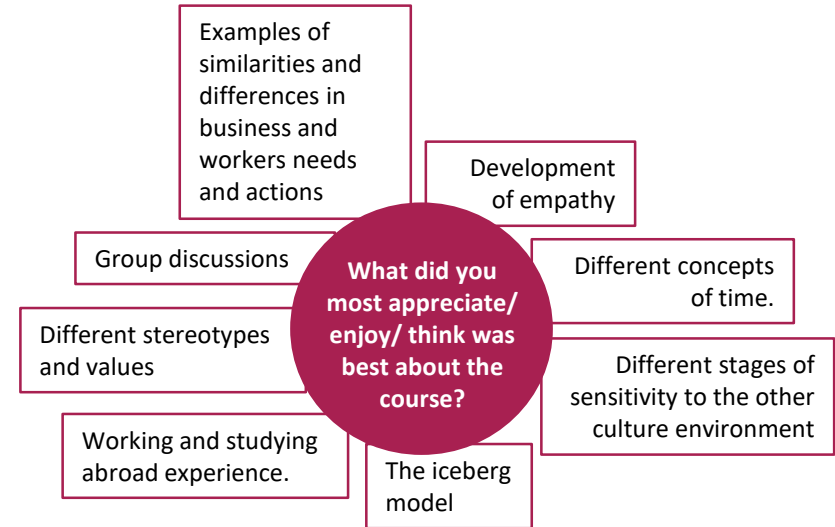 Examples of
similarities and
differences in
business and
workers needs
and actions
Development
of empathy
Group discussions
What did you
most appreciate/
enjoy/ think was
best about the
course?
Different concepts
of time.
Different stereotypes
and values
Different stages of
sensitivity to the other
culture environment
Working and studying
abroad experience.
The iceberg
model